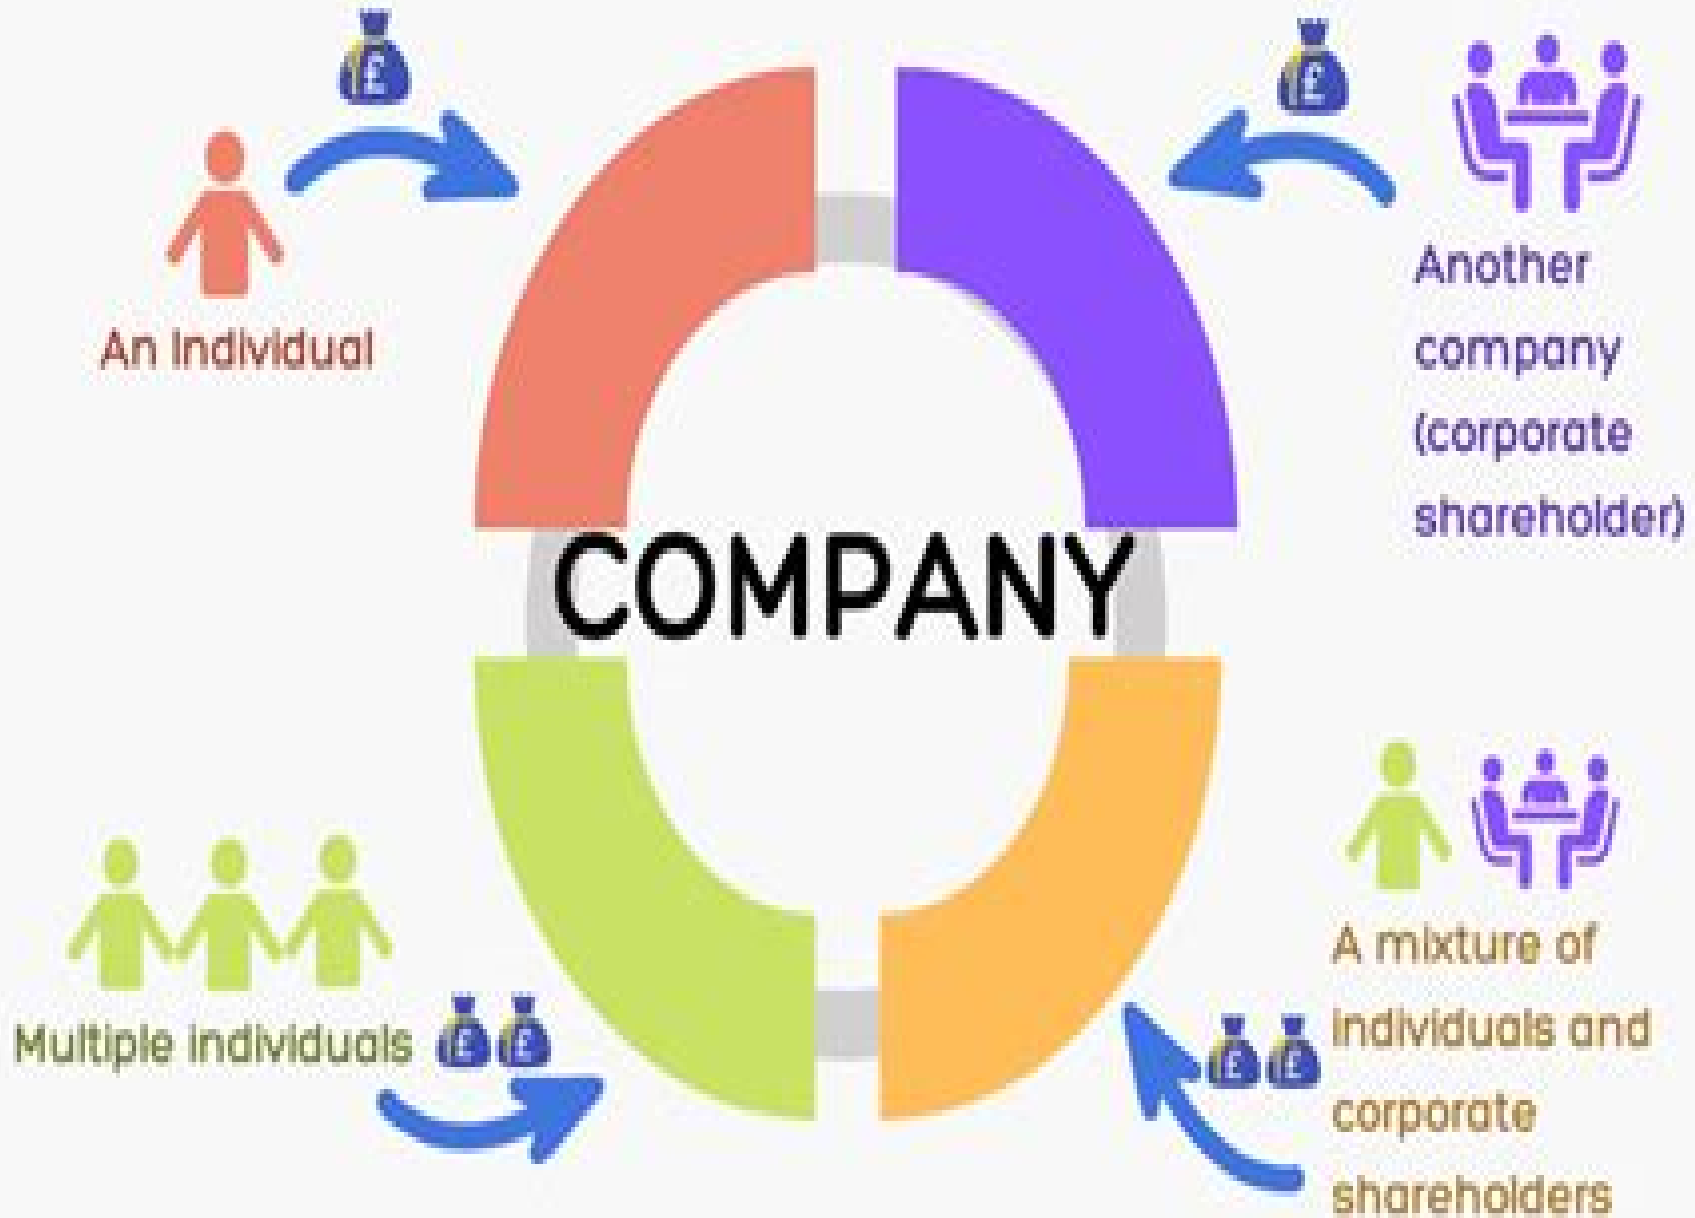 £
£
An Individual
Another
company
(corporate
shareholder)
COMPANY
Multiple individuals
£ £
A mixture of
individuals and
corporate
shareholders
£ £